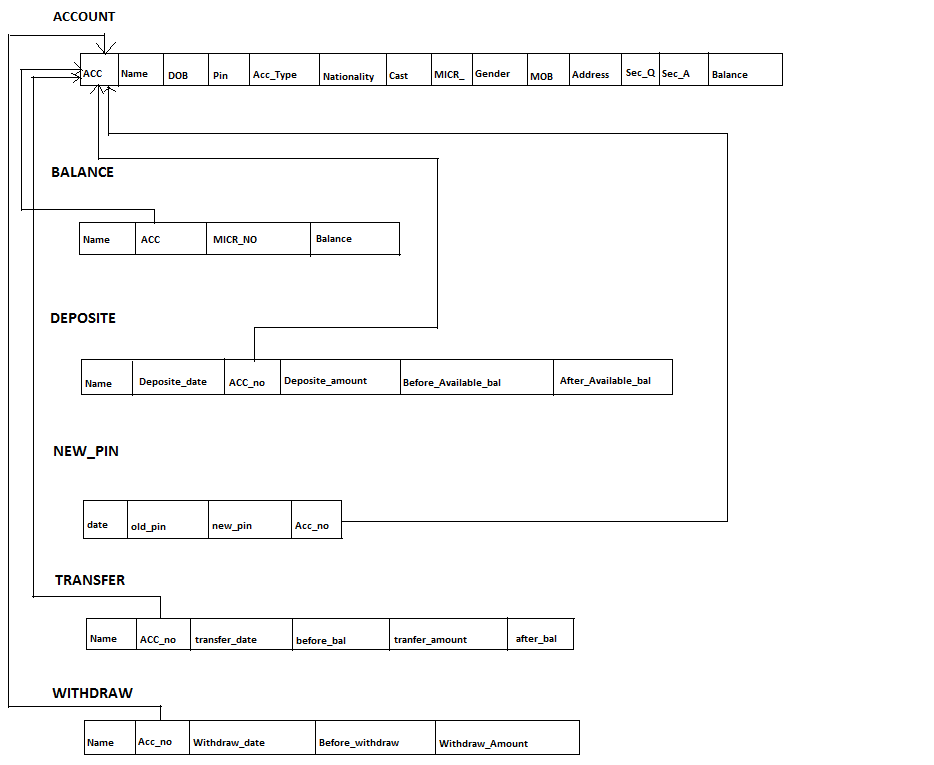 ACCOUNT
ACC Name DOB Pin Acc_Type Nationality Cast MICR_ Gender MOB Address Sec_Q Sec_A Balance
BALANCE
Name ACC MICR_NO Balance
DEPOSITE
Name Deposite_date ACC_no Deposite_amount Before_Available_bal After_Available_bal
NEW_PIN
date old_pin new_pin Acc_no
TRANSFER
Name ACC_no transfer_date before_bal tranfer_amount after_bal
WITHDRAW
Name Acc_no Withdraw_date Before_withdraw Withdraw_Amount